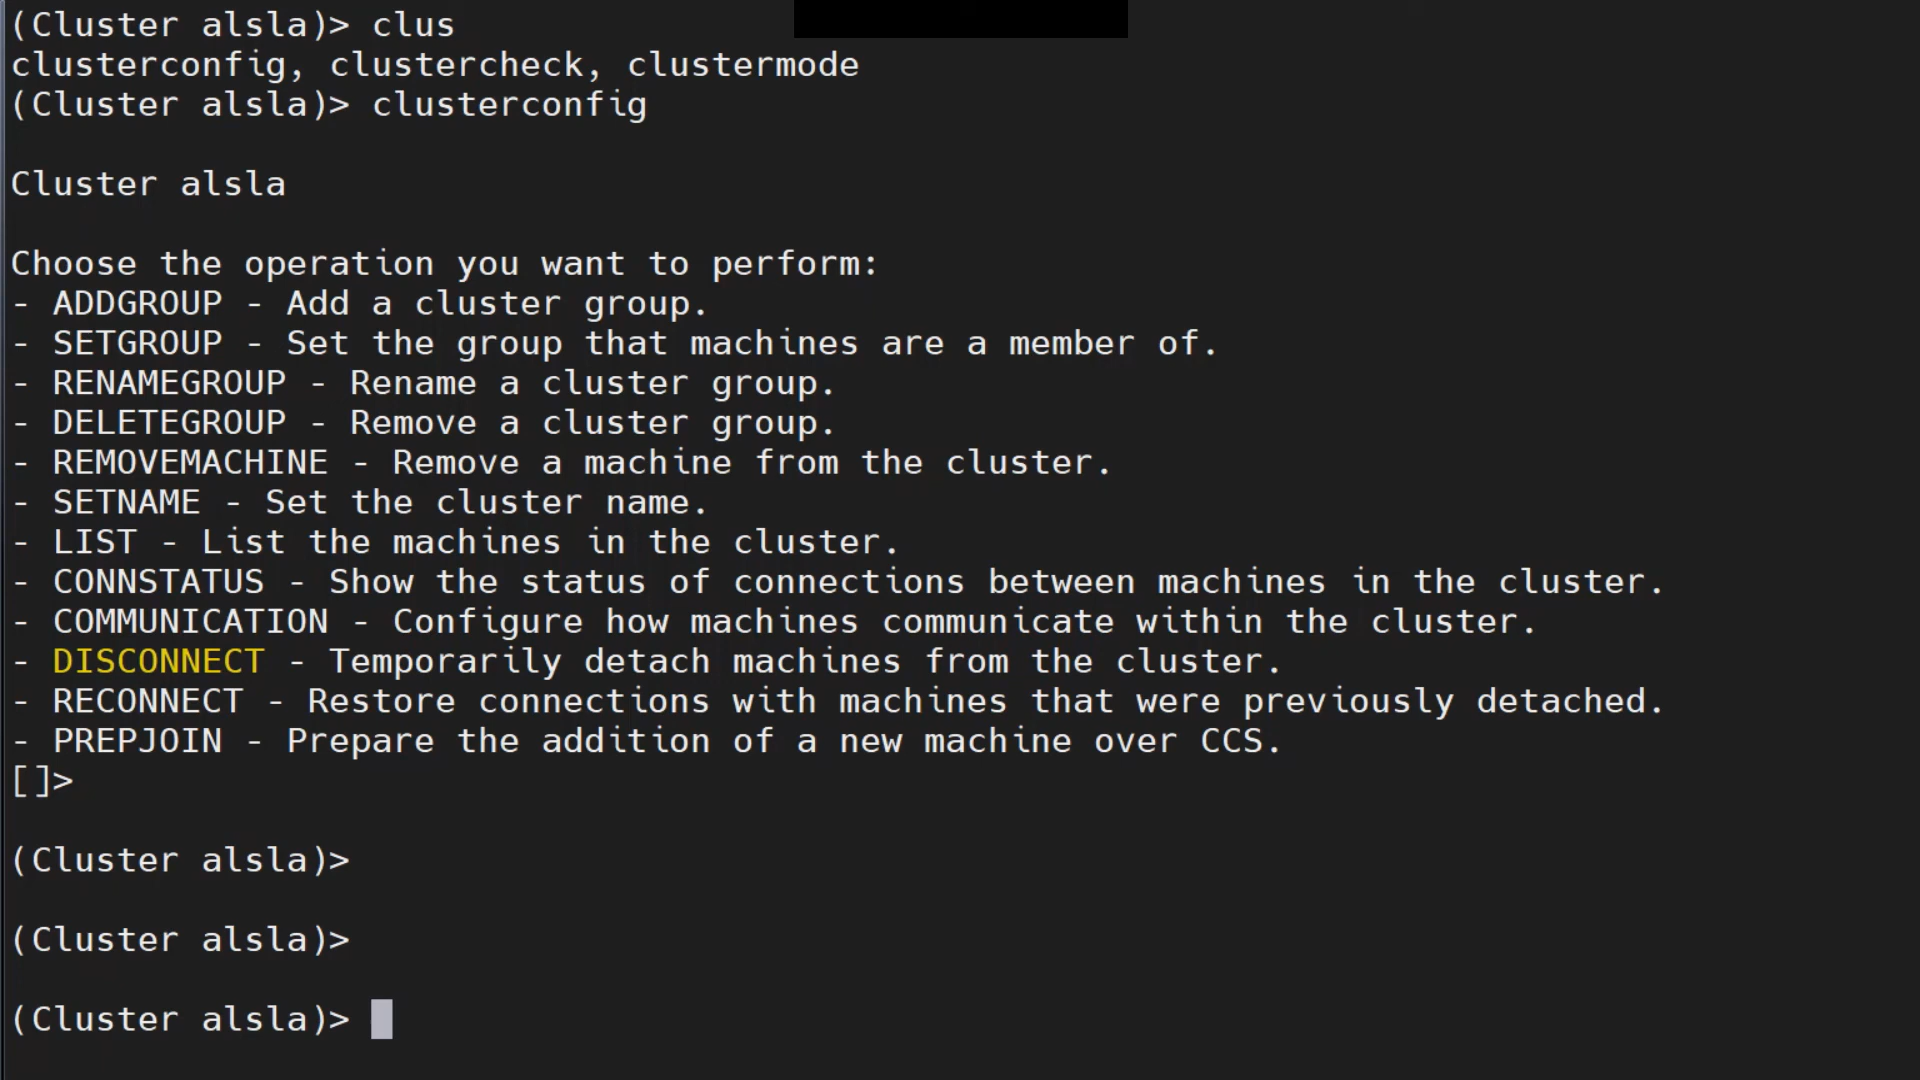 (Cluster alsla)> clus
clusterconfig, clustercheck, clustermode
(Cluster alsla)> clusterconfig
Cluster alsla
Choose the operation you want to perform:
- ADDGROUP - Add a cluster group.
- SETGROUP - Set the group that machines are a member of.
- RENAMEGROUP - Rename a cluster group.
- DELETEGROUP - Remove a cluster group.
- REMOVEMACHINE - Remove a machine from the cluster.
- SETNAME - Set the cluster name.
- LIST - List the machines in the cluster.
- CONNSTATUS - Show the status of connections between machines in the cluster.
- COMMUNICATION - Configure how machines communicate within the cluster.
- DISCONNECT - Temporarily detach machines from the cluster.
- RECONNECT - Restore connections with machines that were previously detached.
- PREPJOIN - Prepare the addition of a new machine over CCS.
[]>
(Cluster alsla)>
(Cluster alsla)>
(Cluster alsla)>